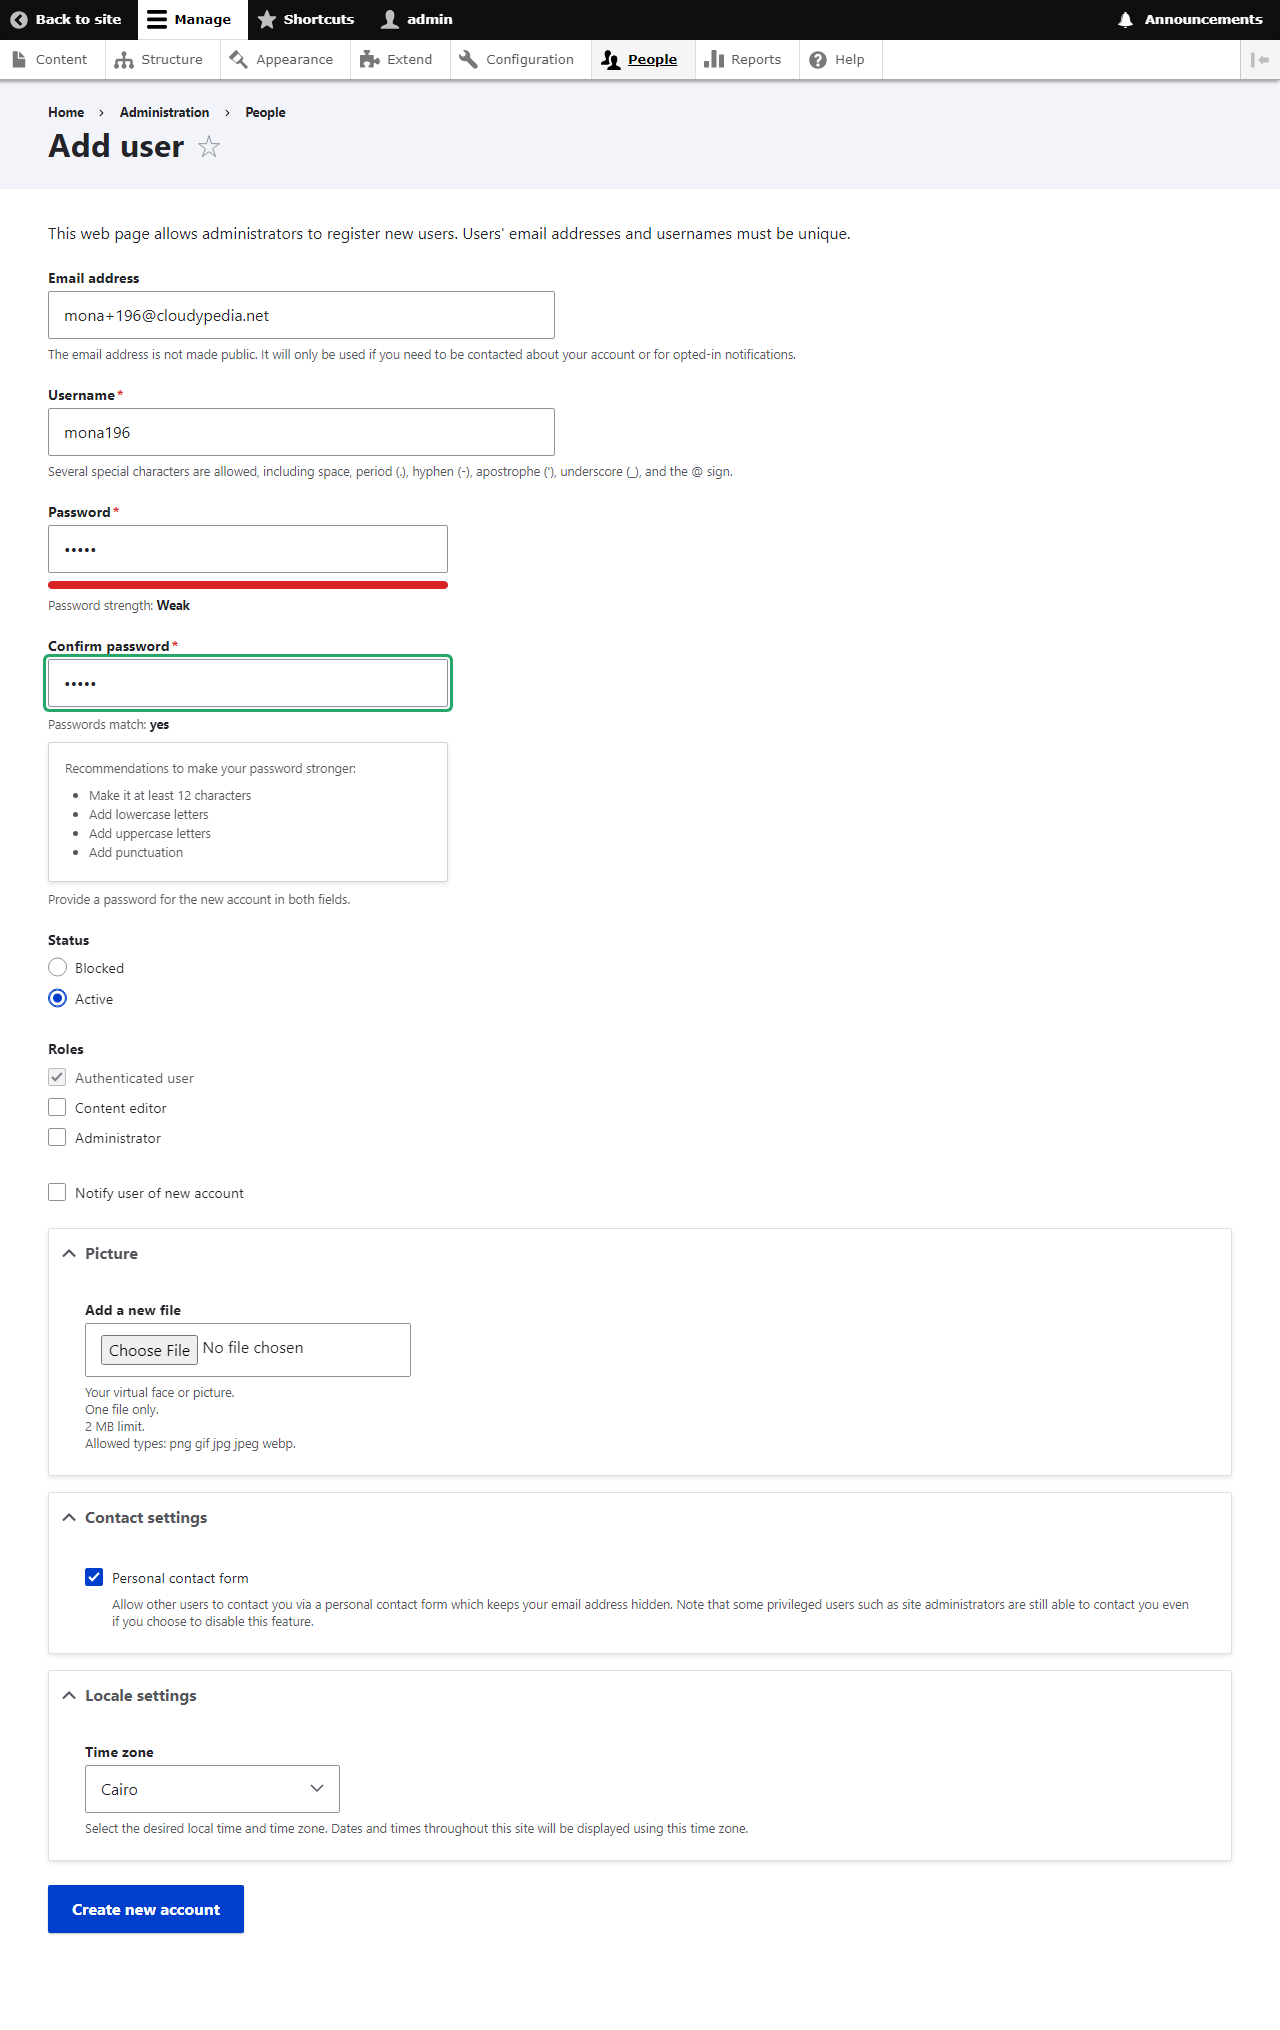 Back to site
Manage
Shortcuts
admin
Announcements
Content
Structure
Appearance
Extend
Configuration
People
Reports
Help
Home › Administration › People
Add user
This web page allows administrators to register new users. Users' email addresses and usernames must be unique.
Email address
mona+196@cloudypedia.net
The email address is not made public. It will only be used if you need to be contacted about your account or for opted-in notifications.
Username*
mona196
Several special characters are allowed, including space, period (.), hyphen (-), apostrophe ('), underscore (_), and the @ sign.
Password*
•••••
Password strength: Weak
Confirm password*
•••••
Passwords match: yes
Recommendations to make your password stronger:
• Make it at least 12 characters
• Add lowercase letters
• Add uppercase letters
• Add punctuation
Provide a password for the new account in both fields.
Status
Blocked
Active
Roles
Authenticated user
Content editor
Administrator
Notify user of new account
Picture
Add a new file
Choose File No file chosen
Your virtual face or picture.
One file only.
2 MB limit.
Allowed types: png gif jpg jpeg webp.
Contact settings
Personal contact form
Allow other users to contact you via a personal contact form which keeps your email address hidden. Note that some privileged users such as site administrators are still able to contact you even
if you choose to disable this feature.
Locale settings
Time zone
Cairo
Select the desired local time and time zone. Dates and times throughout this site will be displayed using this time zone.
Create new account